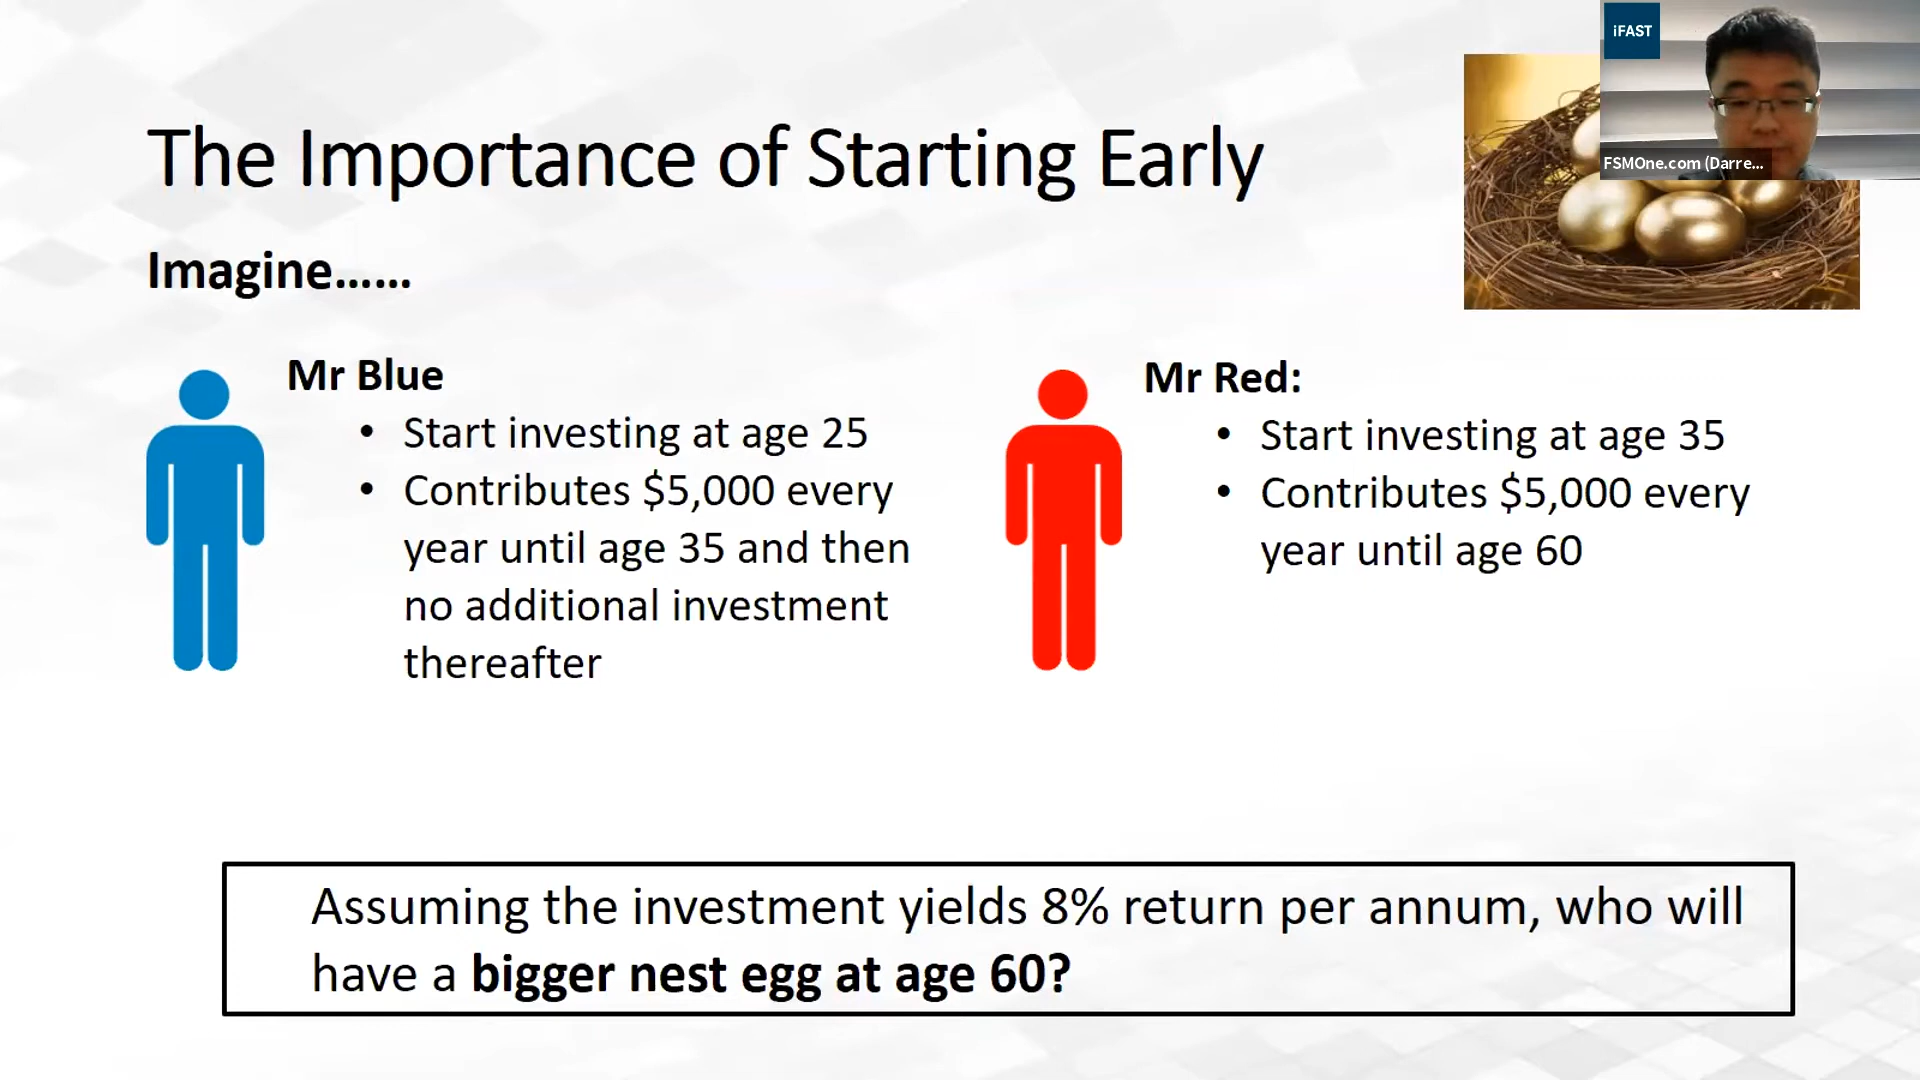 iFAST
FSMOne.com (Darre...
The Importance of Starting Early
Imagine......
Mr Blue
• Start investing at age 25
• Contributes $5,000 every
year until age 35 and then
no additional investment
thereafter
Mr Red:
• Start investing at age 35
• Contributes $5,000 every
year until age 60
Assuming the investment yields 8% return per annum, who will
have a bigger nest egg at age 60?